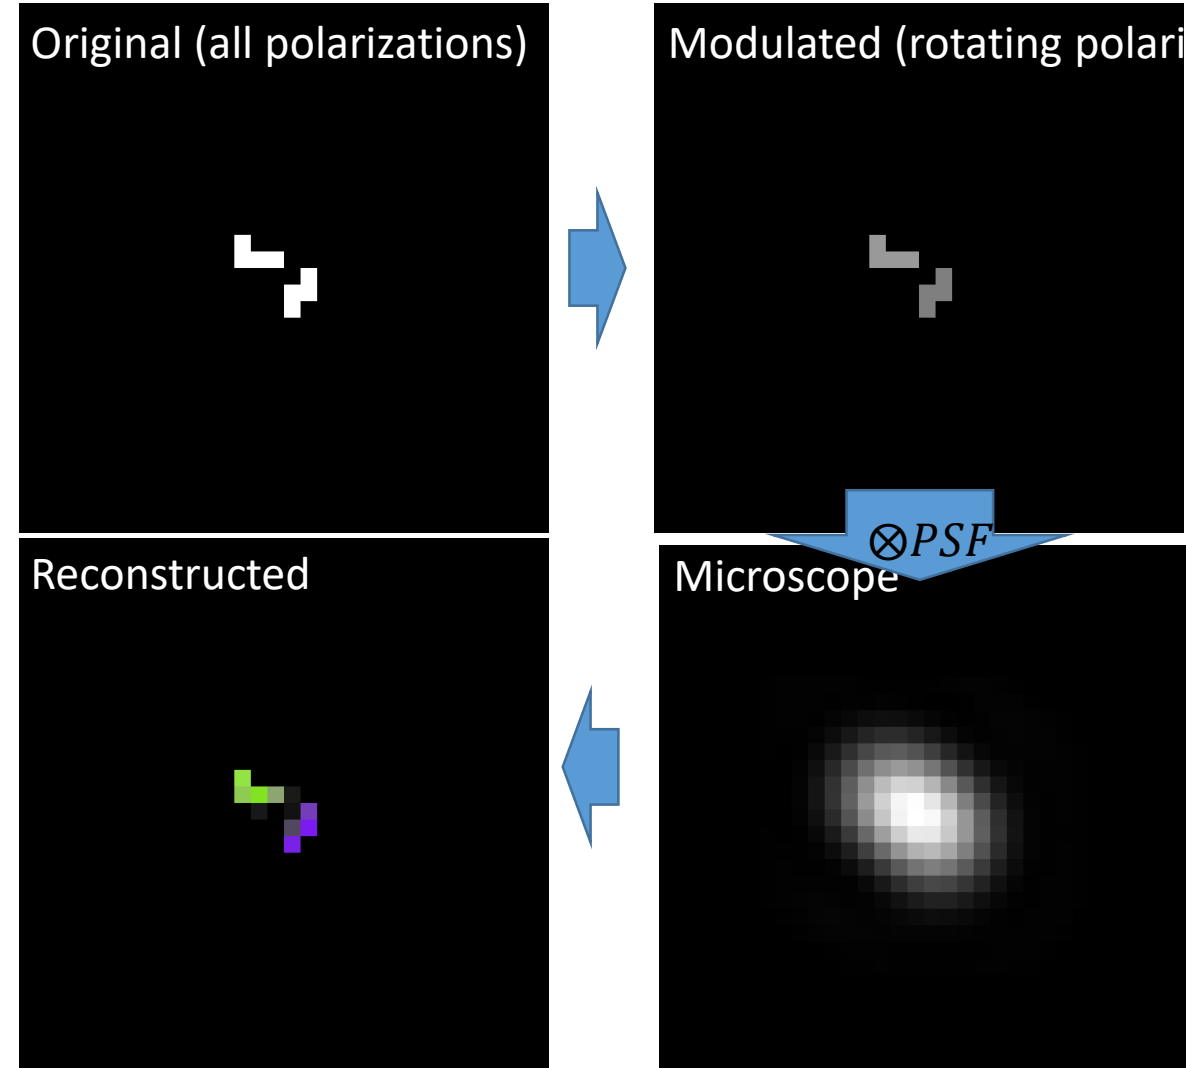 Original (all polarizations)
Modulated (rotating polari
⊗PSF
Reconstructed
Microscope